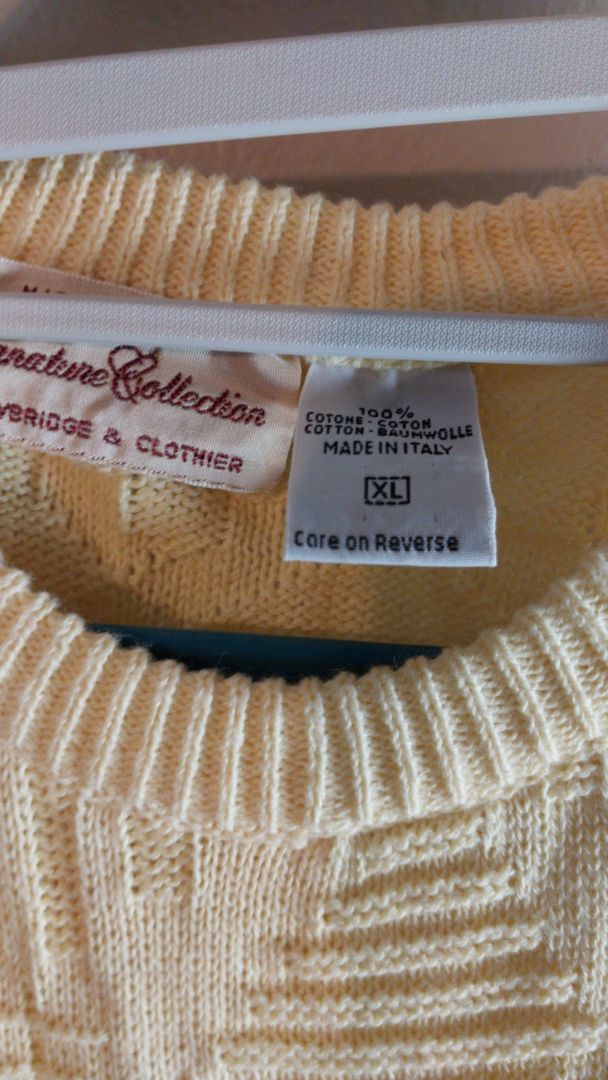 Collection
& CLOTHIER
100%
COTONE - COTON
COTTON - BAUMWOLLE
MADE IN ITALY
XL
Care on Reverse